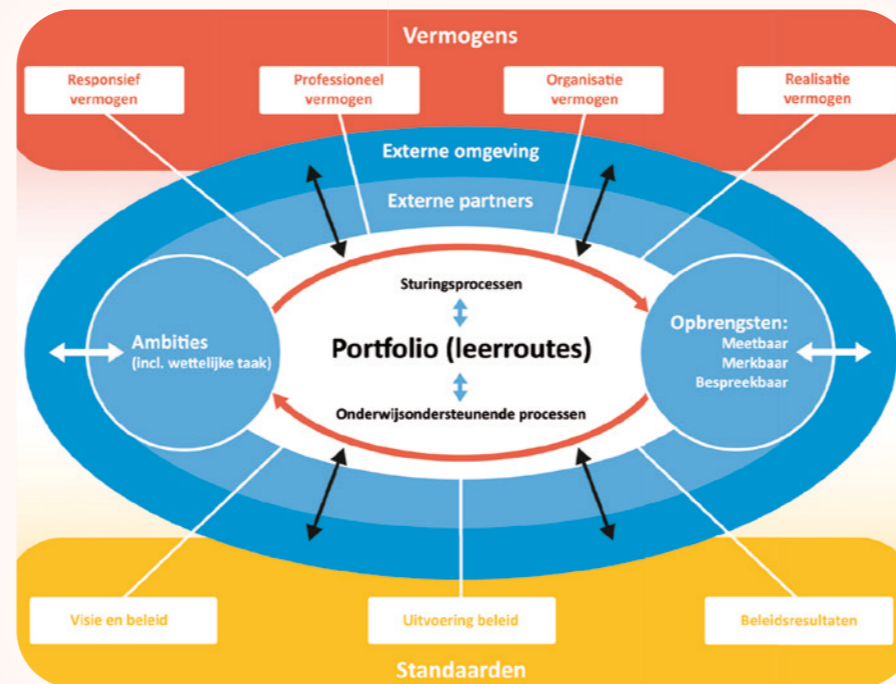 Vermogens
Responsief
vermogen
Professioneel
vermogen
Organisatie
vermogen
Realisatie
vermogen
Externe omgeving
Externe partners
Sturingsprocessen
Ambities
(incl. wettelijke taak)
Portfolio (leerroutes)
Opbrengsten:
Meetbaar
Merkbaar
Bespreekbaar
Onderwijsondersteunende processen
Visie en beleid
Uitvoering beleid
Beleidsresultaten
Standaarden